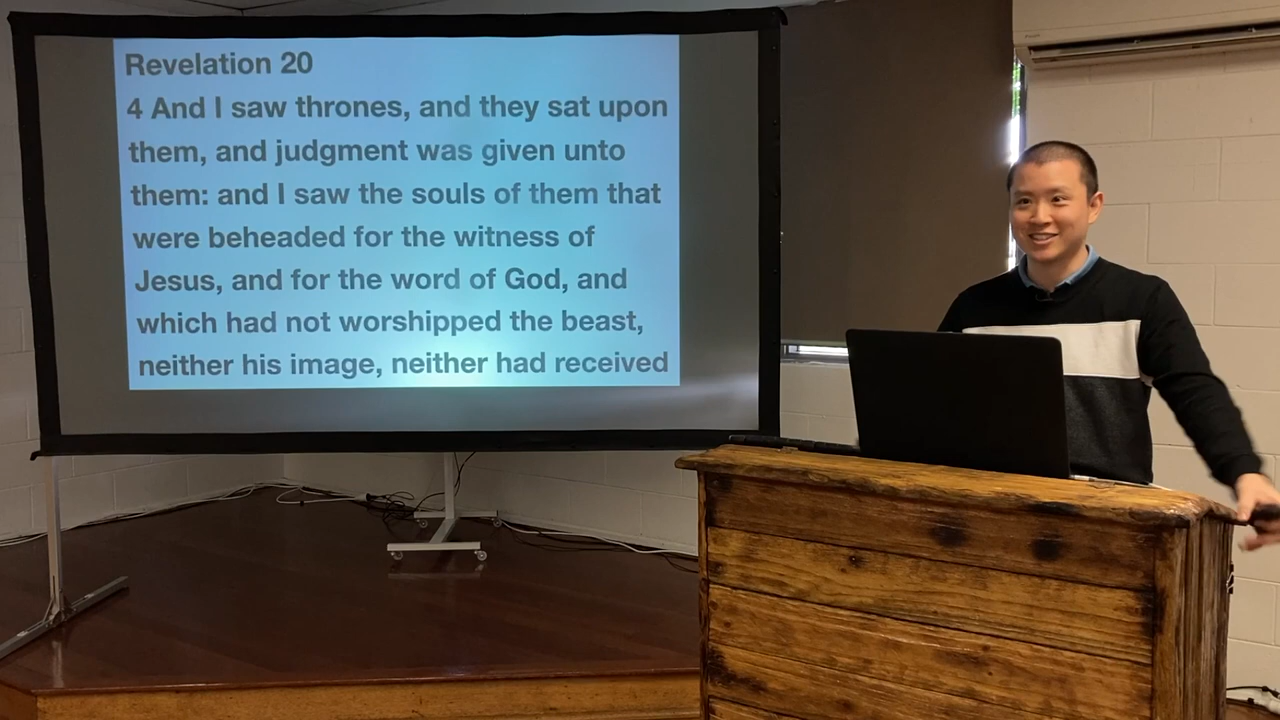 Revelation 20
4 And I saw thrones, and they sat upon
them, and judgment was given unto
them: and I saw the souls of them that
were beheaded for the witness of
Jesus, and for the word of God, and
which had not worshipped the beast,
neither his image, neither had received